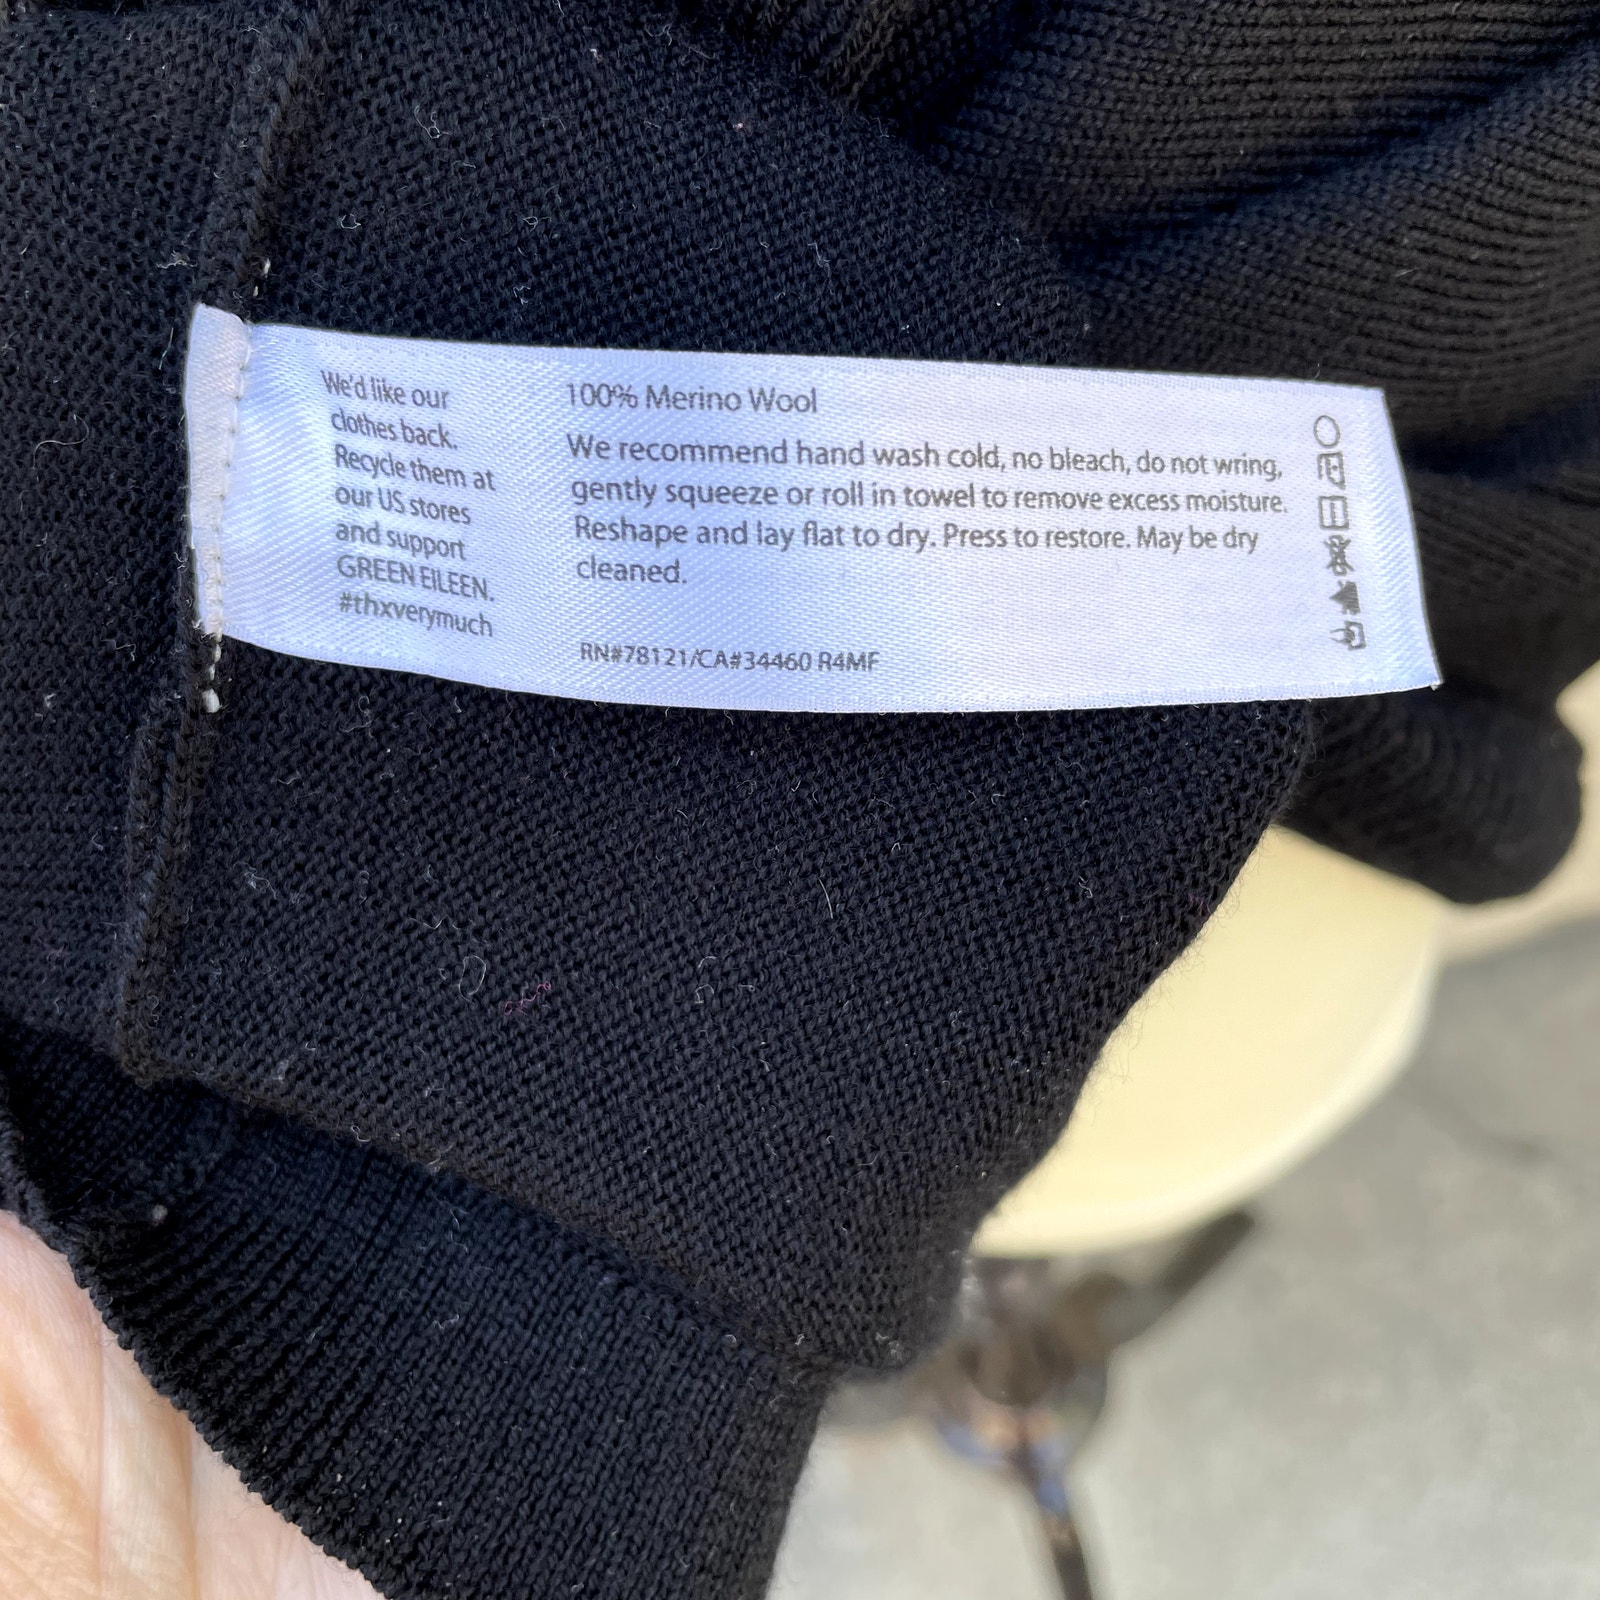 We'd like our
clothes back.
Recycle them at
our US stores
and support
GREEN EILEEN.
#thxverymuch
100% Merino Wool
We recommend hand wash cold, no bleach, do not wring,
gently squeeze or roll in towel to remove excess moisture.
Reshape and lay flat to dry. Press to restore. May be dry
cleaned.
RN#78121/CA#34460 R4MF